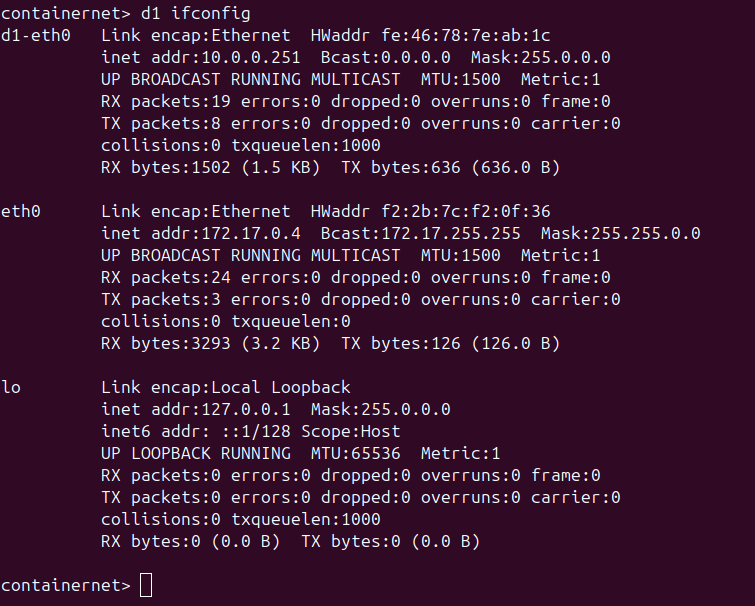 containernet> d1 ifconfig
d1-eth0   Link encap:Ethernet  HWaddr fe:46:78:7e:ab:1c
          inet addr:10.0.0.251  Bcast:0.0.0.0  Mask:255.0.0.0
          UP BROADCAST RUNNING MULTICAST  MTU:1500  Metric:1
          RX packets:19 errors:0 dropped:0 overruns:0 frame:0
          TX packets:8 errors:0 dropped:0 overruns:0 carrier:0
          collisions:0 txqueuelen:1000
          RX bytes:1502 (1.5 KB)  TX bytes:636 (636.0 B)

eth0      Link encap:Ethernet  HWaddr f2:2b:7c:f2:0f:36
          inet addr:172.17.0.4  Bcast:172.17.255.255  Mask:255.255.0.0
          UP BROADCAST RUNNING MULTICAST  MTU:1500  Metric:1
          RX packets:24 errors:0 dropped:0 overruns:0 frame:0
          TX packets:3 errors:0 dropped:0 overruns:0 carrier:0
          collisions:0 txqueuelen:0
          RX bytes:3293 (3.2 KB)  TX bytes:126 (126.0 B)

lo        Link encap:Local Loopback
          inet addr:127.0.0.1  Mask:255.0.0.0
          inet6 addr: ::1/128 Scope:Host
          UP LOOPBACK RUNNING  MTU:65536  Metric:1
          RX packets:0 errors:0 dropped:0 overruns:0 frame:0
          TX packets:0 errors:0 dropped:0 overruns:0 carrier:0
          collisions:0 txqueuelen:1000
          RX bytes:0 (0.0 B)  TX bytes:0 (0.0 B)

containernet>